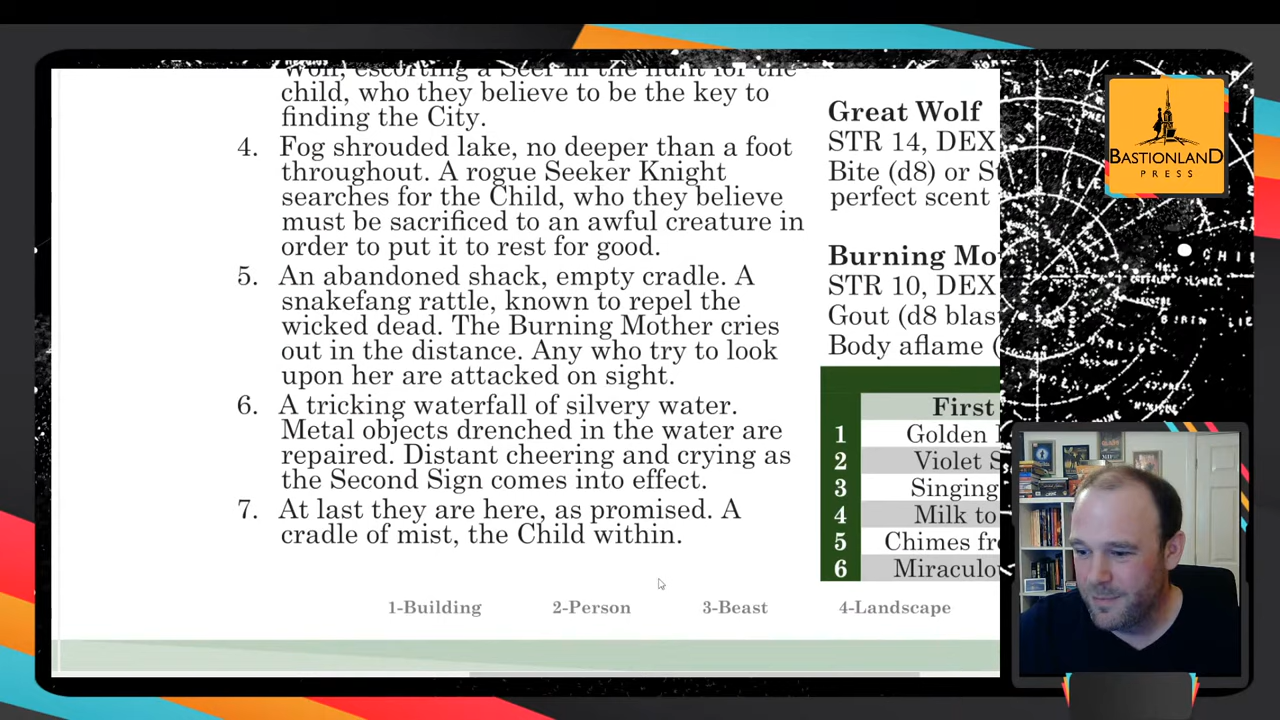 Wolf, escorting a Seer in the hunt for the
child, who they believe to be the key to
finding the City.
4. Fog shrouded lake, no deeper than a foot
throughout. A rogue Seeker Knight
searches for the Child, who they believe
must be sacrificed to an awful creature in
order to put it to rest for good.
5. An abandoned shack, empty cradle. A
snakefang rattle, known to repel the
wicked dead. The Burning Mother cries
out in the distance. Any who try to look
upon her are attacked on sight.
6. A tricking waterfall of silvery water.
Metal objects drenched in the water are
repaired. Distant cheering and crying as
the Second Sign comes into effect.
7. At last they are here, as promised. A
cradle of mist, the Child within.
Great Wolf
STR 14, DEX
Bite (d8) or S
perfect scent
Burning Mo
STR 10, DEX
Gout (d8 blas
Body aflame (
First
1 Golden
2 Violet S
3 Singing
4 Milk to
5 Chimes fr
6 Miraculo
1-Building 2-Person 3-Beast 4-Landscape
BASTIONLAND
PRESS